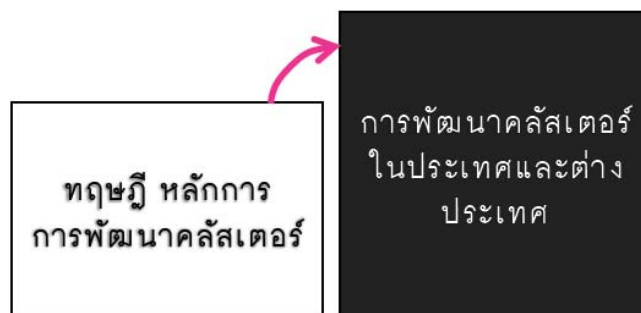 ทฤษฎี หลักการ
การพัฒนาคลัสเตอร์
การพัฒนาคลัสเตอร์
ในประเทศและต่าง
ประเทศ